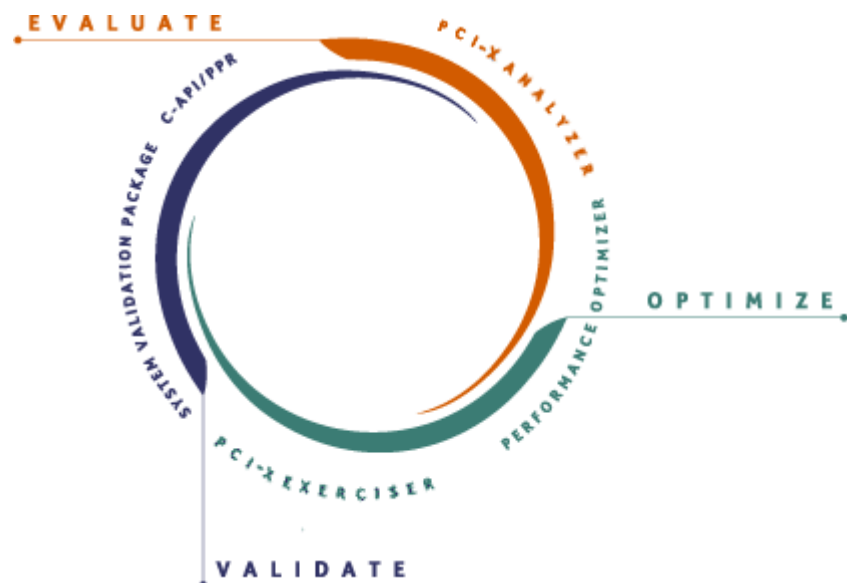 EVALUATE
PCI-X ANALYZER
C-API/PPR
SYSTEM VALIDATION PACKAGE
PERFORMANCE OPTIMIZER
OPTIMIZE
PCI-X EXERCISER
VALIDATE